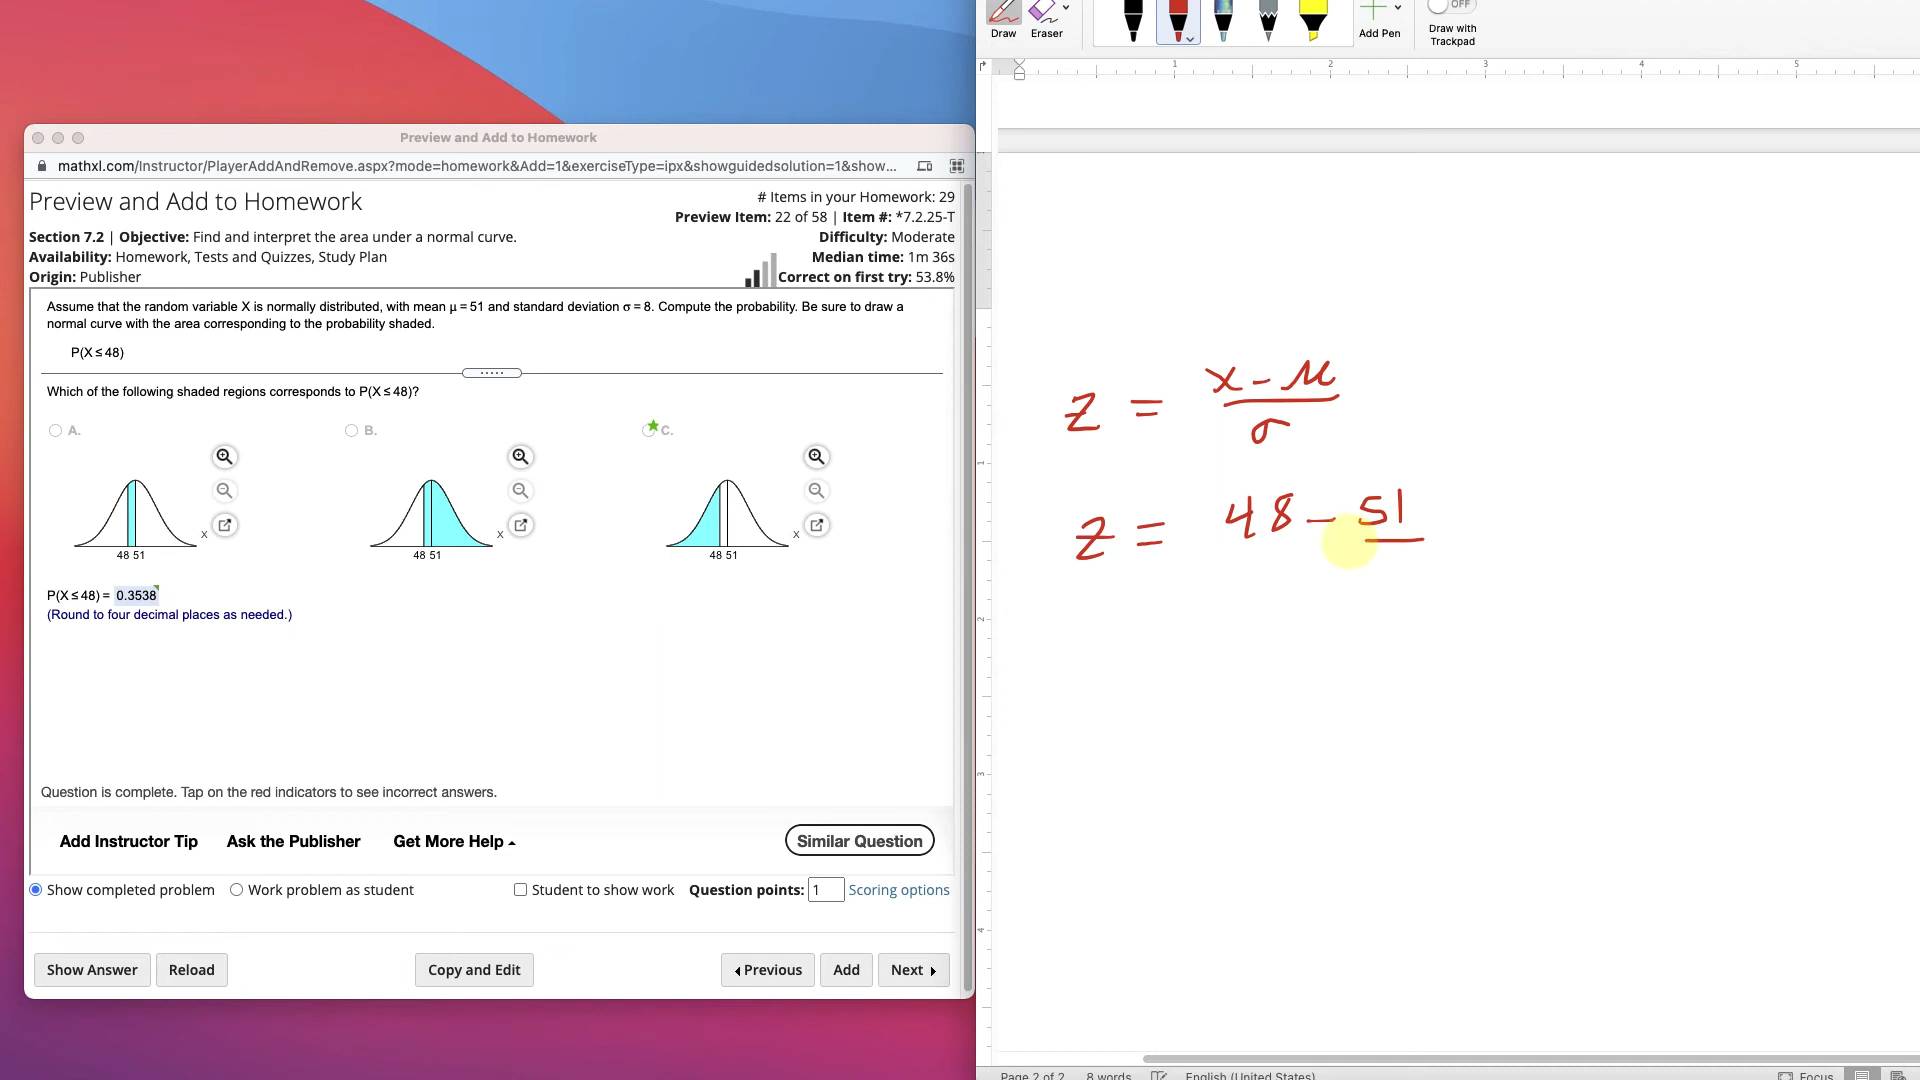 Draw
Eraser
Add Pen
OFF
Draw with
Trackpad
1 2 3 4 5
Preview and Add to Homework
mathxl.com/Instructor/PlayerAddAndRemove.aspx?mode=homework&Add=1&exerciseType=ipx&showguidedsolution=1&show...
Preview and Add to Homework
# Items in your Homework: 29
Preview Item: 22 of 58 | Item #: *7.2.25-T
Section 7.2 | Objective: Find and interpret the area under a normal curve.
Difficulty: Moderate
Availability: Homework, Tests and Quizzes, Study Plan
Median time: 1m 36s
Origin: Publisher
Correct on first try: 53.8%
Assume that the random variable X is normally distributed, with mean μ = 51 and standard deviation σ = 8. Compute the probability. Be sure to draw a
normal curve with the area corresponding to the probability shaded.
P(X ≤ 48)
Which of the following shaded regions corresponds to P(X ≤ 48)?
A. B. C.
x x x
48 51 48 51 48 51
P(X ≤ 48) = 0.3538
(Round to four decimal places as needed.)
Question is complete. Tap on the red indicators to see incorrect answers.
Add Instructor Tip Ask the Publisher Get More Help Similar Question
Show completed problem Work problem as student Student to show work Question points: 1 Scoring options
Show Answer Reload Copy and Edit Previous Add Next
z = x - μ
σ
z = 48 - 51
1
2
3
4
Page 2 of 2 8 words English (United States) Focus